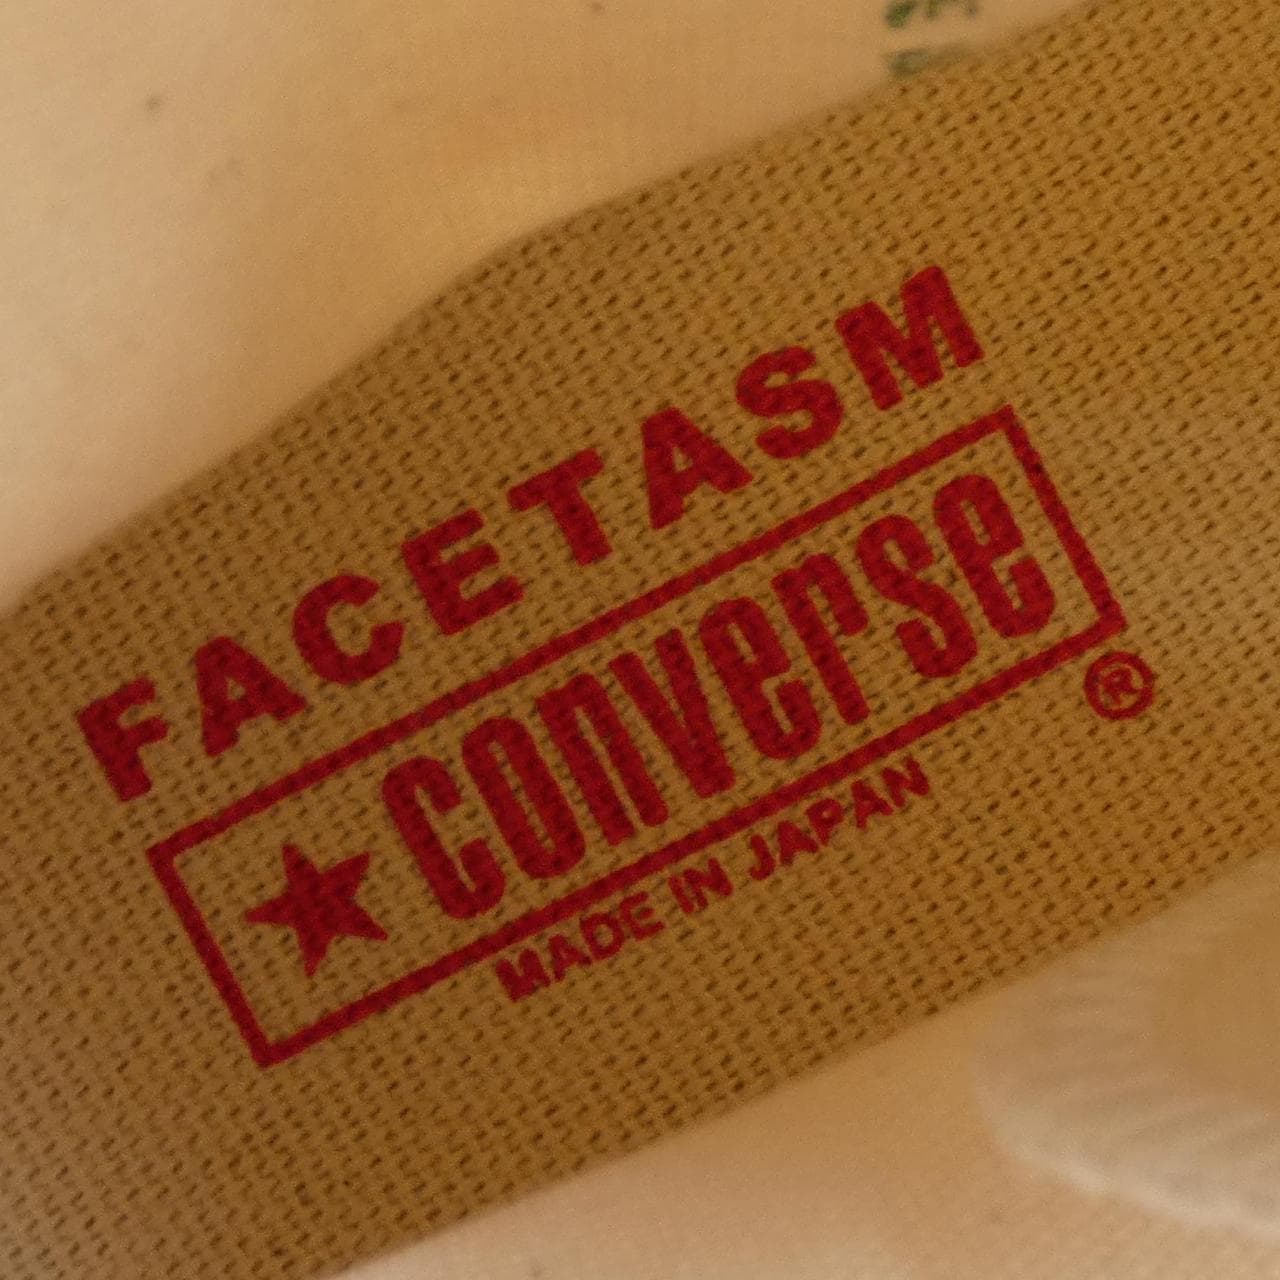 FACETASM
★ converse
®
MADE IN JAPAN